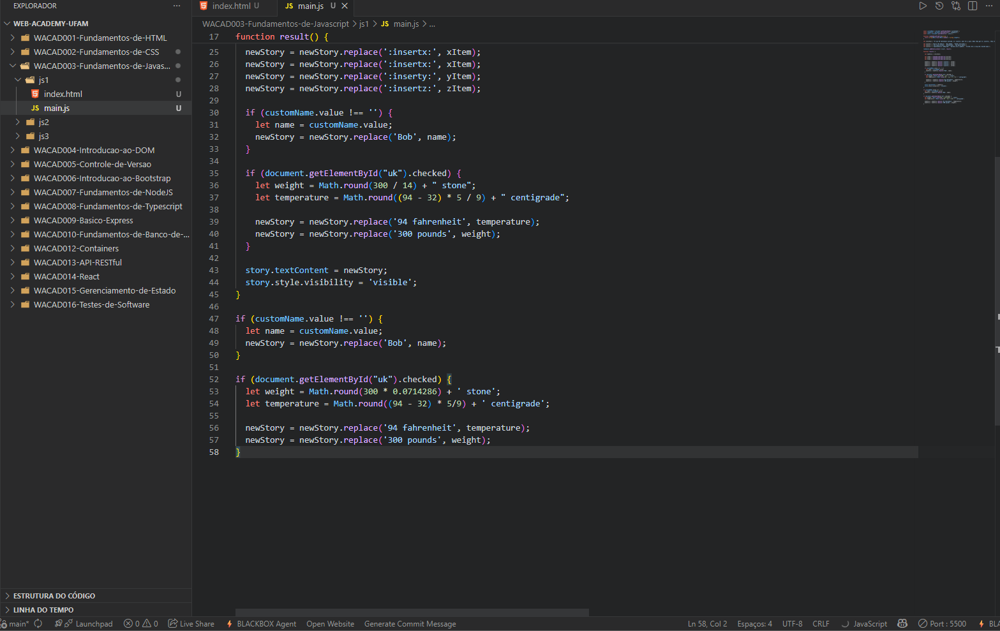 EXPLORADOR
index.html U
JS main.js U
WEB-ACADEMY-UFAM
WACAD001-Fundamentos-de-HTML
WACAD002-Fundamentos-de-CSS
WACAD003-Fundamentos-de-Javas...
js1
index.html U
JS main.js U
js2
js3
WACAD004-Introducao-ao-DOM
WACAD005-Controle-de-Versao
WACAD006-Introducao-ao-Bootstrap
WACAD007-Fundamentos-de-NodeJS
WACAD008-Fundamentos-de-Typescript
WACAD009-Basico-Express
WACAD010-Fundamentos-de-Banco-de-...
WACAD012-Containers
WACAD013-API-RESTful
WACAD014-React
WACAD015-Gerenciamento-de-Estado
WACAD016-Testes-de-Software
ESTRUTURA DO CÓDIGO
LINHA DO TEMPO
WACAD003-Fundamentos-de-Javascript > js1 > JS main.js > ...
17 function result() {
25 newStory = newStory.replace(':insertx:', xItem);
26 newStory = newStory.replace(':insertx:', xItem);
27 newStory = newStory.replace(':inserty:', yItem);
28 newStory = newStory.replace(':insertz:', zItem);
29
30 if (customName.value !== '') {
31 let name = customName.value;
32 newStory = newStory.replace('Bob', name);
33 }
34
35 if (document.getElementById("uk").checked) {
36 let weight = Math.round(300 / 14) + " stone";
37 let temperature = Math.round((94 - 32) * 5 / 9) + " centigrade";
38
39 newStory = newStory.replace('94 fahrenheit', temperature);
40 newStory = newStory.replace('300 pounds', weight);
41 }
42
43 story.textContent = newStory;
44 story.style.visibility = 'visible';
45 }
46
47 if (customName.value !== '') {
48 let name = customName.value;
49 newStory = newStory.replace('Bob', name);
50 }
51
52 if (document.getElementById("uk").checked) {
53 let weight = Math.round(300 * 0.0714286) + ' stone';
54 let temperature = Math.round((94 - 32) * 5/9) + ' centigrade';
55
56 newStory = newStory.replace('94 fahrenheit', temperature);
57 newStory = newStory.replace('300 pounds', weight);
58 }
main* Launchpad 0 0 Live Share BLACKBOX Agent Open Website Generate Commit Message Ln 58, Col 2 Espaços: 4 UTF-8 CRLF JavaScript Port : 5500 BLA